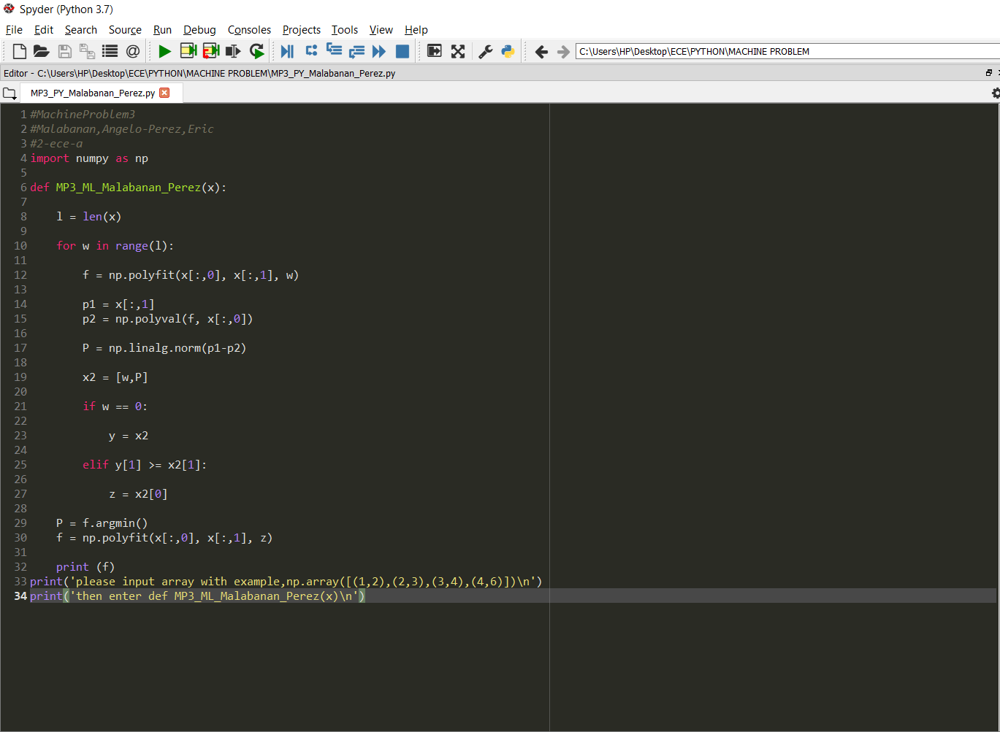 Spyder (Python 3.7)
File Edit Search Source Run Debug Consoles Projects Tools View Help
C:\Users\HP\Desktop\ECE\PYTHON\MACHINE PROBLEM
Editor - C:\Users\HP\Desktop\ECE\PYTHON\MACHINE PROBLEM\MP3_PY_Malabanan_Perez.py
MP3_PY_Malabanan_Perez.py
1 #MachineProblem3
2 #Malabanan,Angelo-Perez,Eric
3 #2-ece-a
4 import numpy as np
5
6 def MP3_ML_Malabanan_Perez(x):
7
8     l = len(x)
9
10     for w in range(l):
11
12         f = np.polyfit(x[:,0], x[:,1], w)
13
14         p1 = x[:,1]
15         p2 = np.polyval(f, x[:,0])
16
17         P = np.linalg.norm(p1-p2)
18
19         x2 = [w,P]
20
21         if w == 0:
22
23             y = x2
24
25         elif y[1] >= x2[1]:
26
27             z = x2[0]
28
29     P = f.argmin()
30     f = np.polyfit(x[:,0], x[:,1], z)
31
32     print (f)
33 print('please input array with example,np.array([(1,2),(2,3),(3,4),(4,6)])\n')
34 print('then enter def MP3_ML_Malabanan_Perez(x)\n')